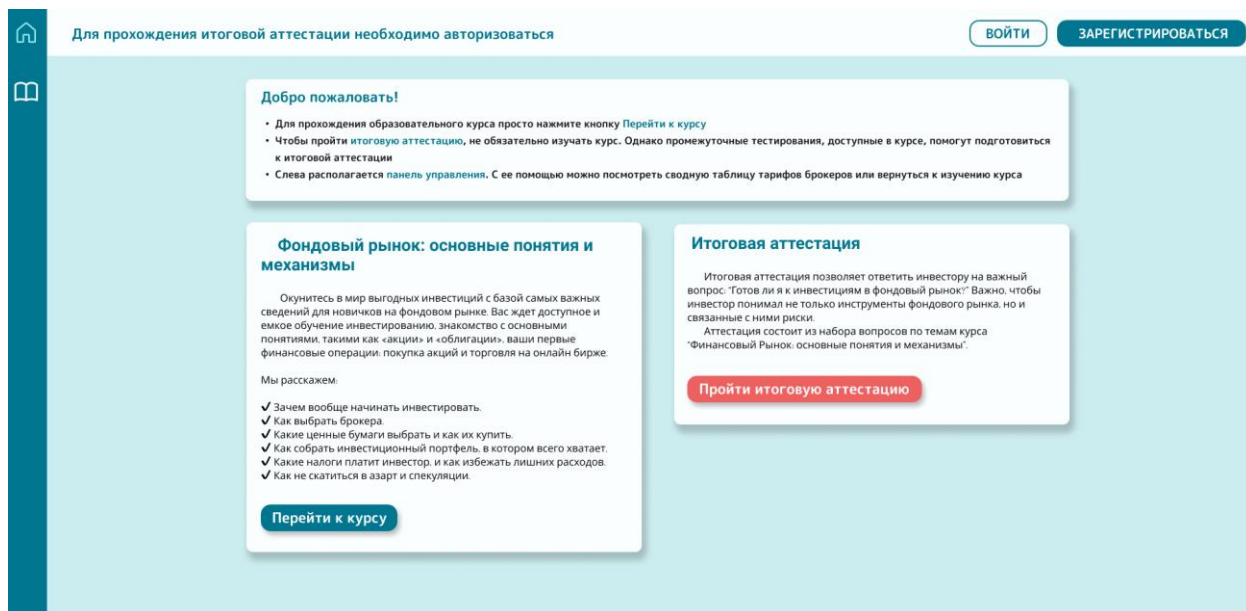 Для прохождения итоговой аттестации необходимо авторизоваться
ВОЙТИ
ЗАРЕГИСТРИРОВАТЬСЯ
Добро пожаловать!
• Для прохождения образовательного курса просто нажмите кнопку Перейти к курсу
• Чтобы пройти итоговую аттестацию, не обязательно изучать курс. Однако промежуточные тестирования, доступные в курсе, помогут подготовиться
к итоговой аттестации
• Слева располагается панель управления. С ее помощью можно посмотреть сводную таблицу тарифов брокеров или вернуться к изучению курса
Фондовый рынок: основные понятия и
механизмы
Окунитесь в мир выгодных инвестиций с базой самых важных
сведений для новичков на фондовом рынке. Вас ждет доступное и
емкое обучение инвестированию, знакомство с основными
понятиями, такими как «акции» и «облигации», ваши первые
финансовые операции: покупка акций и торговля на онлайн бирже.
Мы расскажем:
✓ Зачем вообще начинать инвестировать.
✓ Как выбрать брокера.
✓ Какие ценные бумаги выбрать и как их купить.
✓ Как собрать инвестиционный портфель, в котором всего хватает.
✓ Какие налоги платит инвестор, и как избежать лишних расходов.
✓ Как не скатиться в азарт и спекуляции.
Перейти к курсу
Итоговая аттестация
Итоговая аттестация позволяет ответить инвестору на важный
вопрос: "Готов ли я к инвестициям в фондовый рынок?" Важно, чтобы
инвестор понимал не только инструменты фондового рынка, но и
связанные с ними риски.
Аттестация состоит из набора вопросов по темам курса
"Финансовый Рынок: основные понятия и механизмы".
Пройти итоговую аттестацию